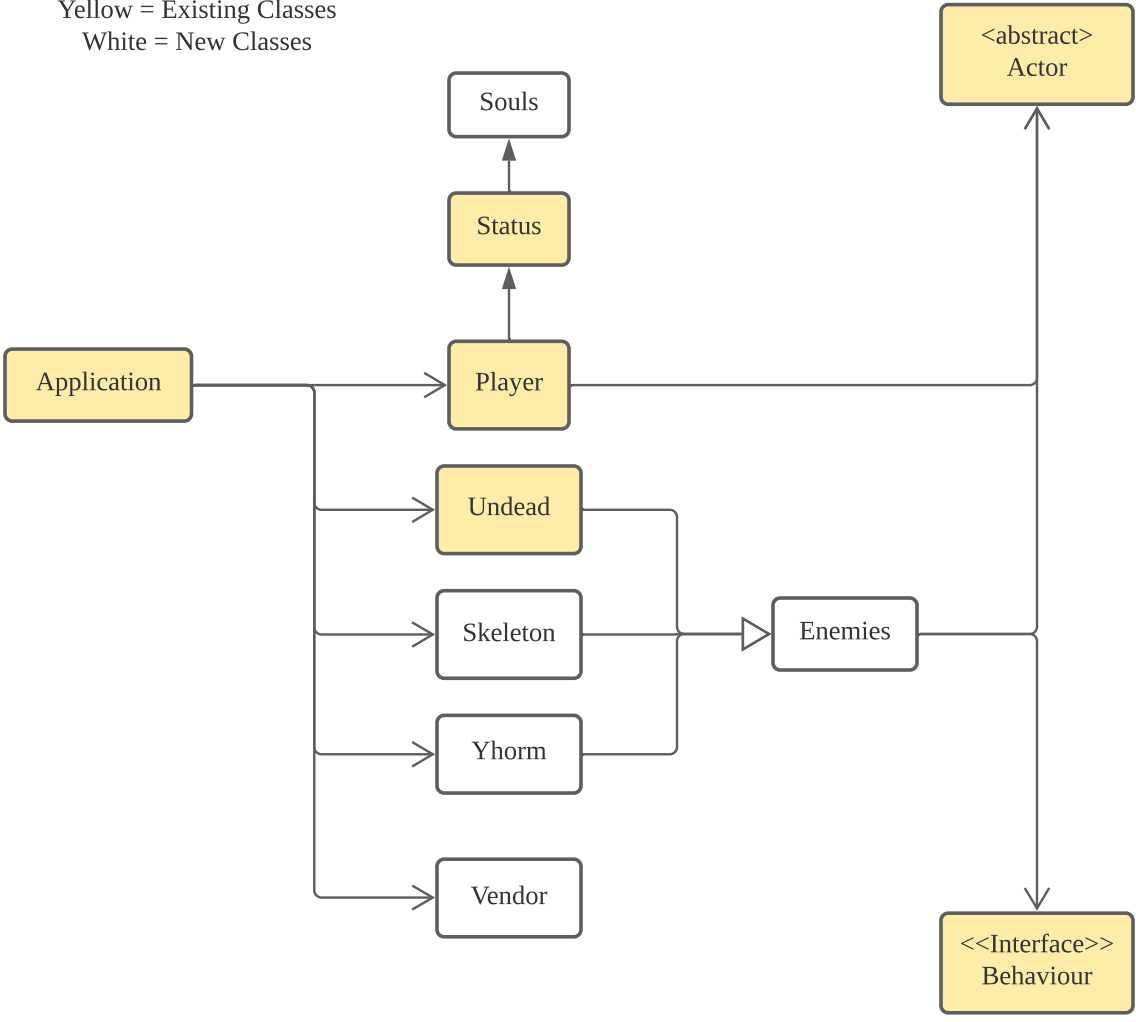 Yellow = Existing Classes
White = New Classes
<abstract>
Actor
Souls
Status
Application
Player
Undead
Skeleton
Enemies
Yhorm
Vendor
<<Interface>>
Behaviour